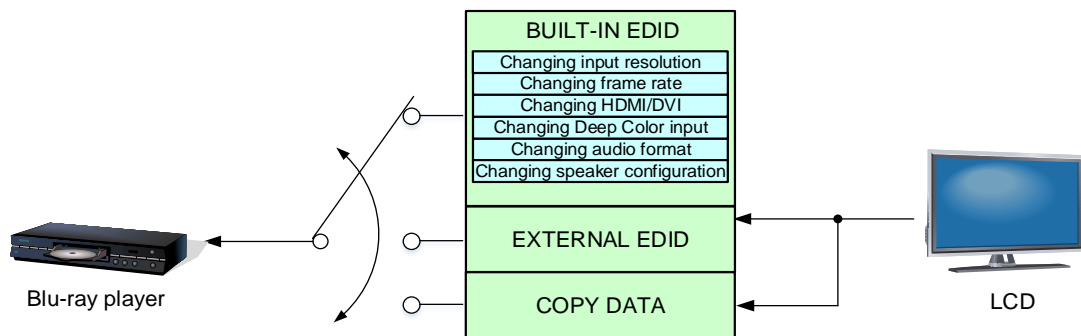 BUILT-IN EDID
Changing input resolution
Changing frame rate
Changing HDMI/DVI
Changing Deep Color input
Changing audio format
Changing speaker configuration
EXTERNAL EDID
COPY DATA
Blu-ray player
LCD